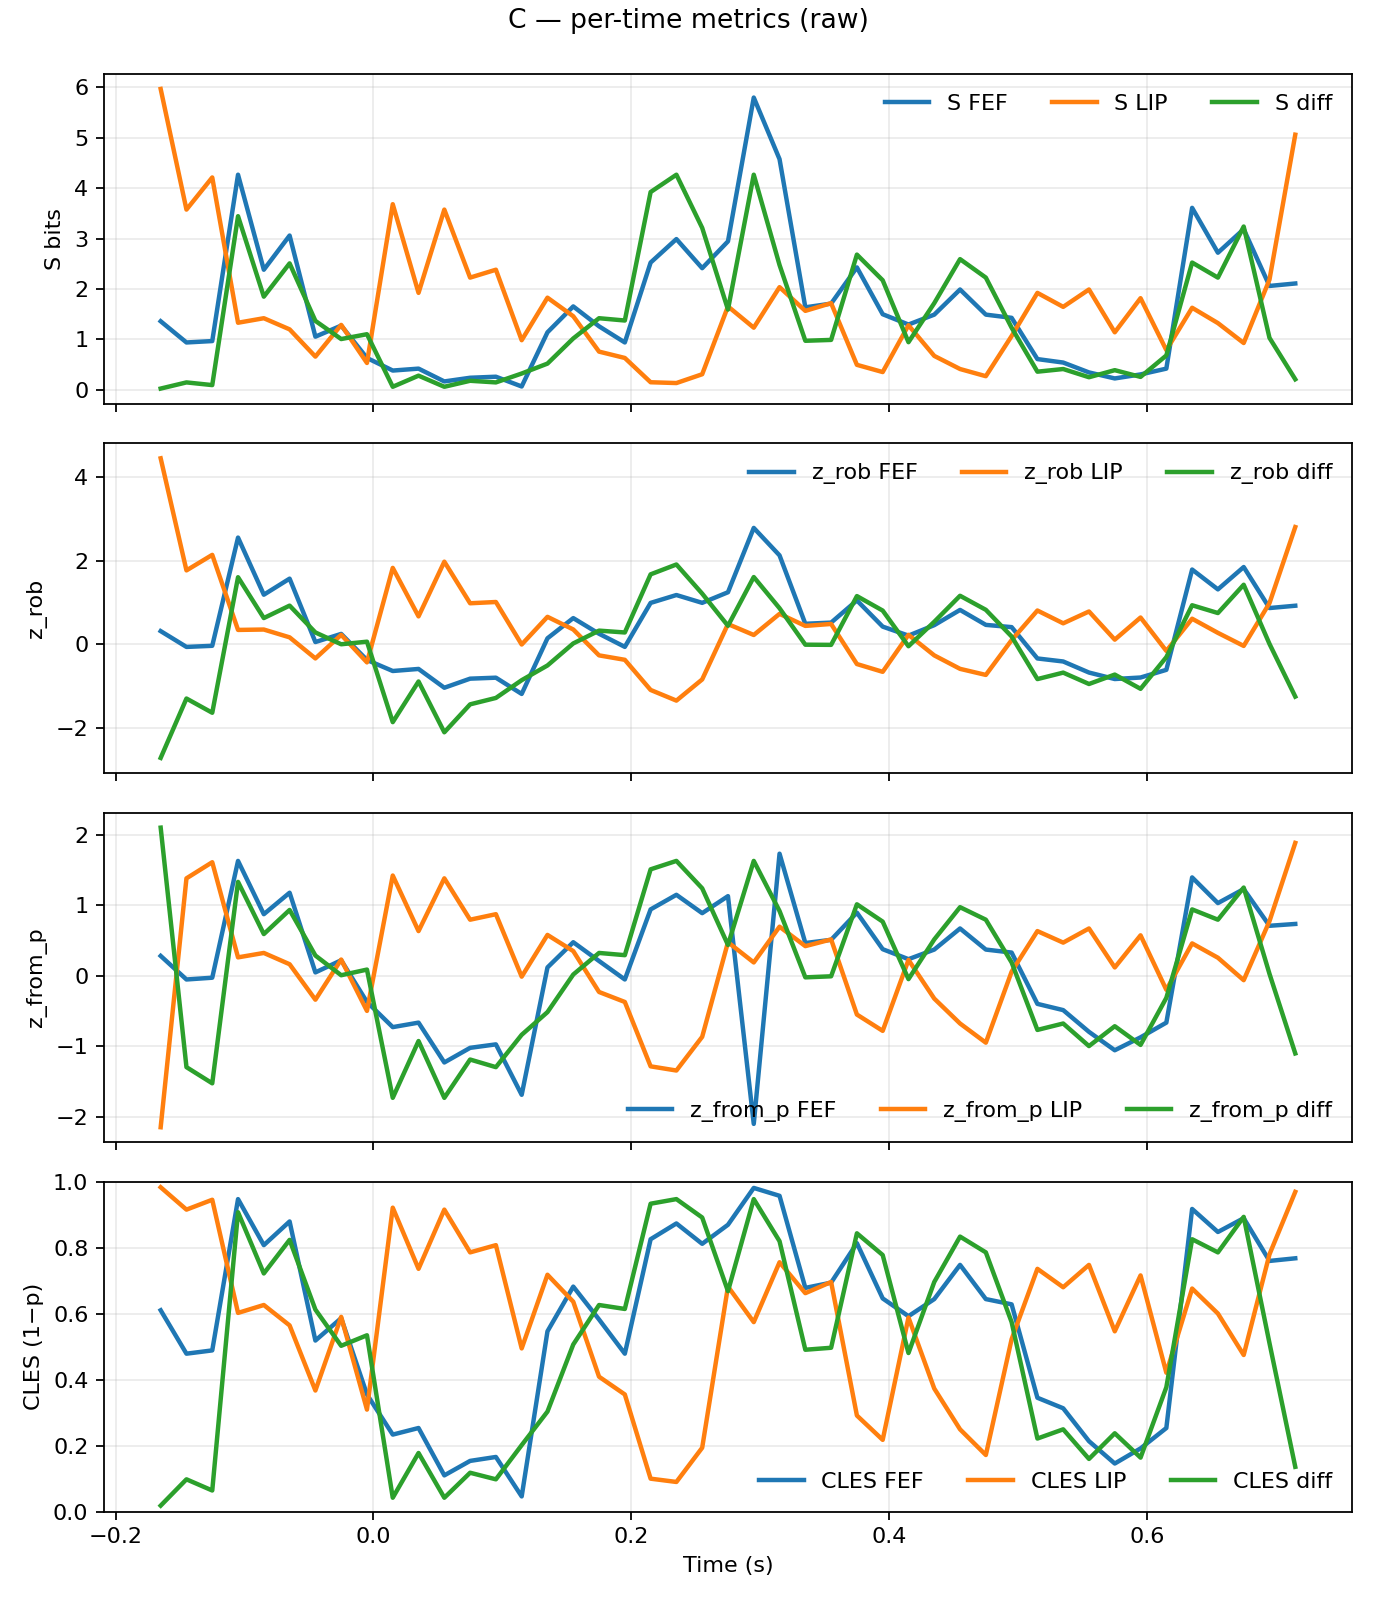 C — per-time metrics (raw)
S bits
6
5
4
3
2
1
0
S FEF
S LIP
S diff
z_rob
4
2
0
−2
z_rob FEF
z_rob LIP
z_rob diff
z_from_p
2
1
0
−1
−2
z_from_p FEF
z_from_p LIP
z_from_p diff
CLES (1−p)
1.0
0.8
0.6
0.4
0.2
0.0
CLES FEF
CLES LIP
CLES diff
−0.2
0.0
0.2
0.4
0.6
Time (s)